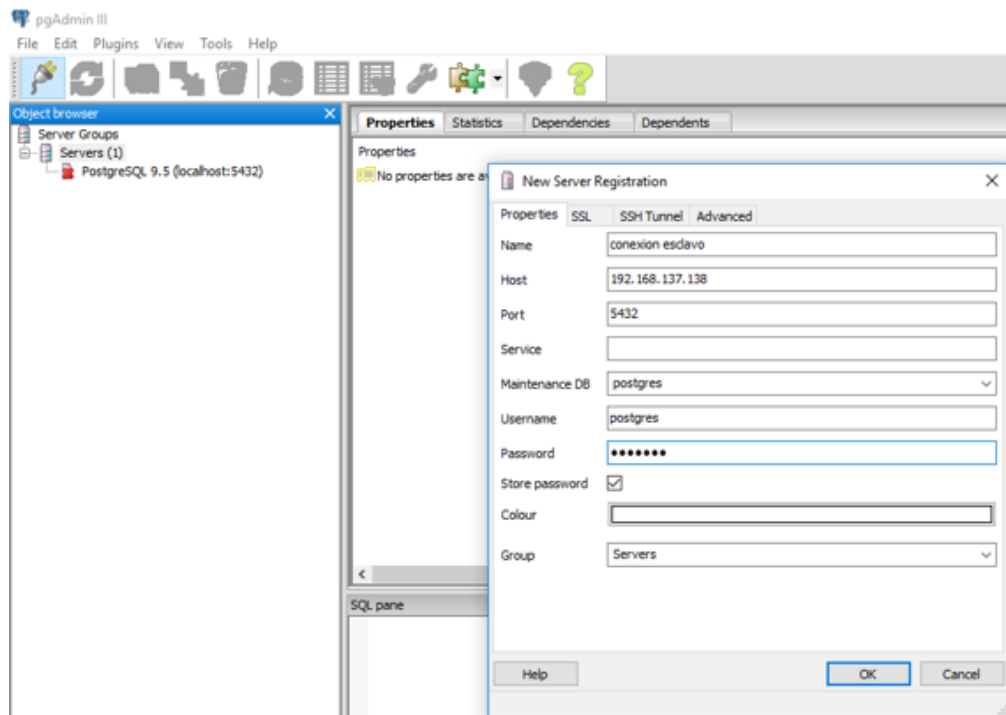 pgAdmin III
File Edit Plugins View Tools Help
Object browser
Server Groups
Servers (1)
PostgreSQL 9.5 (localhost:5432)
Properties Statistics Dependencies Dependents
Properties
No properties are
New Server Registration
Properties SSL SSH Tunnel Advanced
Name conexion esclavo
Host 192.168.137.138
Port 5432
Service
Maintenance DB postgres
Username postgres
Password •••••••
Store password
Colour
Group Servers
SQL pane
Help OK Cancel